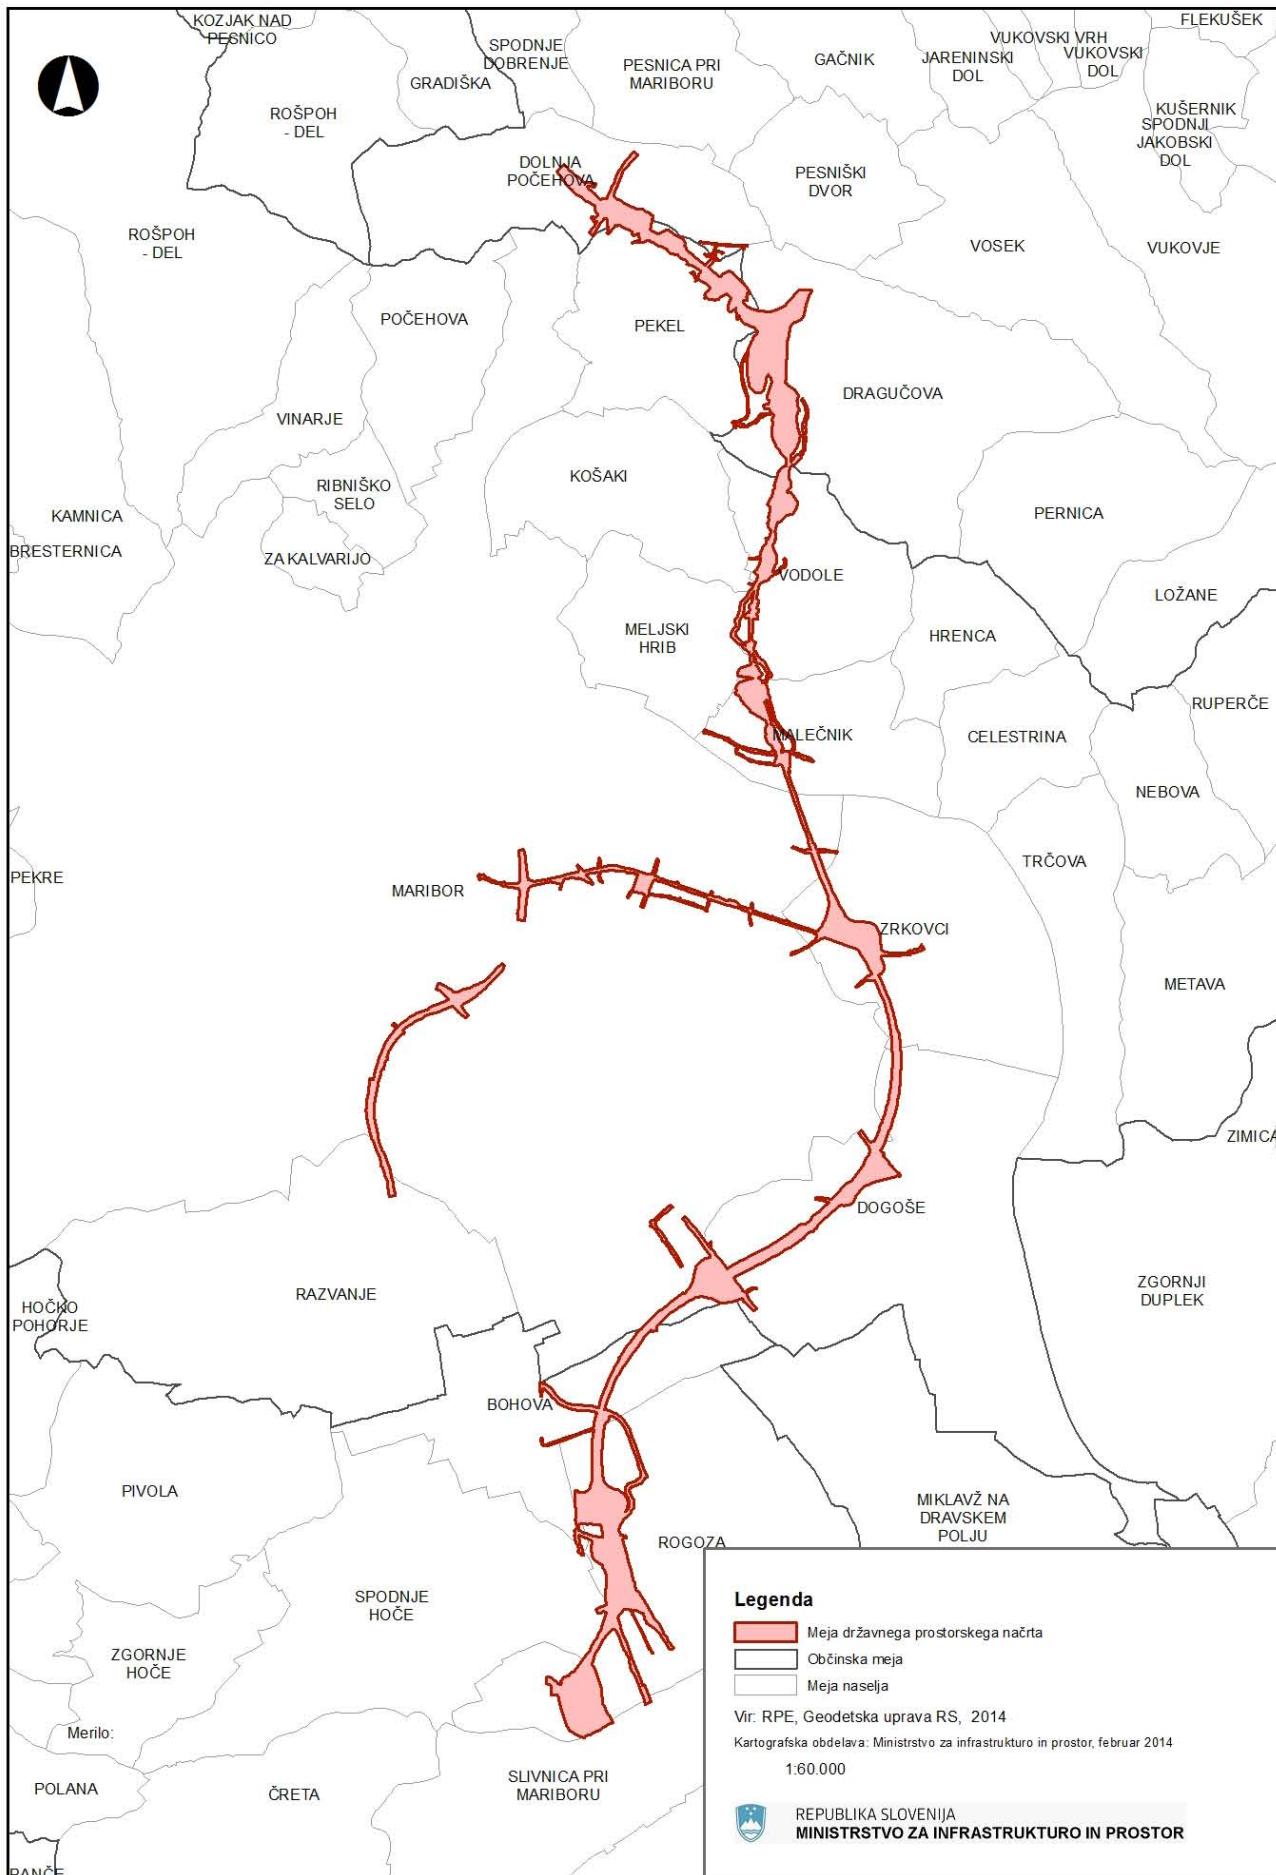 KOZJAK NAD
PESNICO
SPODNJE
DOBRENJE
GRADIŠKA
PESNICA PRI
MARIBORU
GAČNIK
JARENINSKI
DOL
VUKOVSKI VRH
VUKOVSKI
DOL
FLEKUŠEK
KUŠERNIK
SPODNJI
JAKOBSKI
DOL
ROŠPOH
- DEL
DOLNJA
POČEHOVA
PESNIŠKI
DVOR
ROŠPOH
- DEL
VOSEK
VUKOVJE
POČEHOVA
PEKEL
DRAGUČOVA
VINARJE
KOŠAKI
RIBNIŠKO
SELO
KAMNICA
PERNICA
BRESTERNICA
ZA KALVARIJO
VODOLE
LOŽANE
MELJSKI
HRIB
HRENCA
RUPERČE
MALEČNIK
CELESTRINA
NEBOVA
TRČOVA
PEKRE
MARIBOR
ZRKOVCI
METAVA
ZIMICA
DOGOŠE
RAZVANJE
ZGORNJI
DUPLEK
HOČKO
POHORJE
BOHOVA
PIVOLA
MIKLAVŽ NA
DRAVSKEM
POLJU
ROGOZA
SPODNJE
HOČE
ZGORNJE
HOČE
Merilo:
POLANA
ČRETA
SLIVNICA PRI
MARIBORU
RANČE
Legenda
Meja državnega prostorskega načrta
Občinska meja
Meja naselja
Vir: RPE, Geodetska uprava RS, 2014
Kartografska obdelava: Ministrstvo za infrastrukturo in prostor, februar 2014
1:60.000
REPUBLIKA SLOVENIJA
MINISTRSTVO ZA INFRASTRUKTURO IN PROSTOR